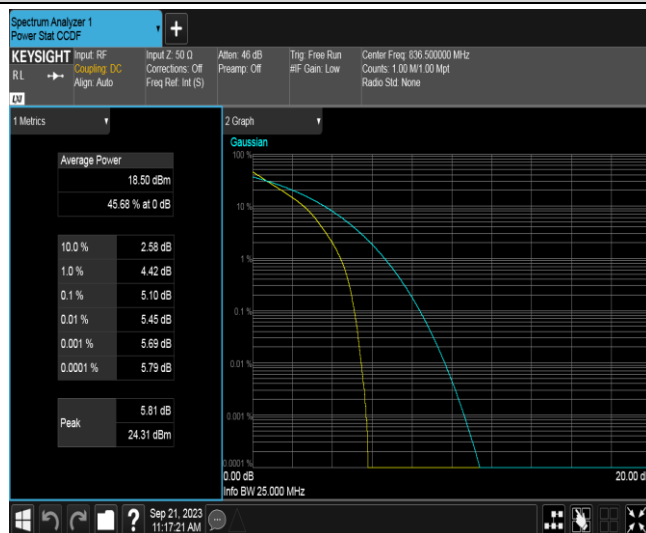 Spectrum Analyzer 1
Power Stat CCDF
KEYSIGHT
RL
LXI
Input: RF
Coupling: DC
Align: Auto
Input Z: 50 Ω
Corrections: Off
Freq Ref: Int (S)
Atten: 46 dB
Preamp: Off
Trig: Free Run
#IF Gain: Low
Center Freq: 836.500000 MHz
Counts: 1.00 M/1.00 Mpt
Radio Std: None
1 Metrics
Average Power
18.50 dBm
45.68 % at 0 dB
10.0 % 2.58 dB
1.0 % 4.42 dB
0.1 % 5.10 dB
0.01 % 5.45 dB
0.001 % 5.69 dB
0.0001 % 5.79 dB
Peak
5.81 dB
24.31 dBm
2 Graph
Gaussian
100 %
10 %
1 %
0.1 %
0.01 %
0.001 %
0.0001 %
0.00 dB
20.00 d
Info BW 25.000 MHz
?
Sep 21, 2023
11:17:21 AM